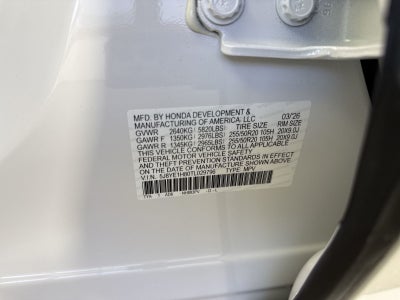 MFD. BY HONDA DEVELOPMENT &
MANUFACTURING OF AMERICA, LLC 03/26
GVWR 2640KG( 5820LBS) TIRE SIZE RIM SIZE
GAWR F 1350KG( 2976LBS) 255/50R20 105H 20X9.0J
GAWR R 1345KG( 2965LBS) 255/50R20 105H 20X9.0J
THIS VEHICLE CONFORMS TO ALL APPLICABLE
FEDERAL MOTOR VEHICLE SAFETY, BUMPER,
AND THEFT PREVENTION STANDARDS IN EFFECT
ON THE DATE OF MANUFACTURE SHOWN ABOVE.
V.I.N. 5J8YE1H80TL029796 TYPE: MPV